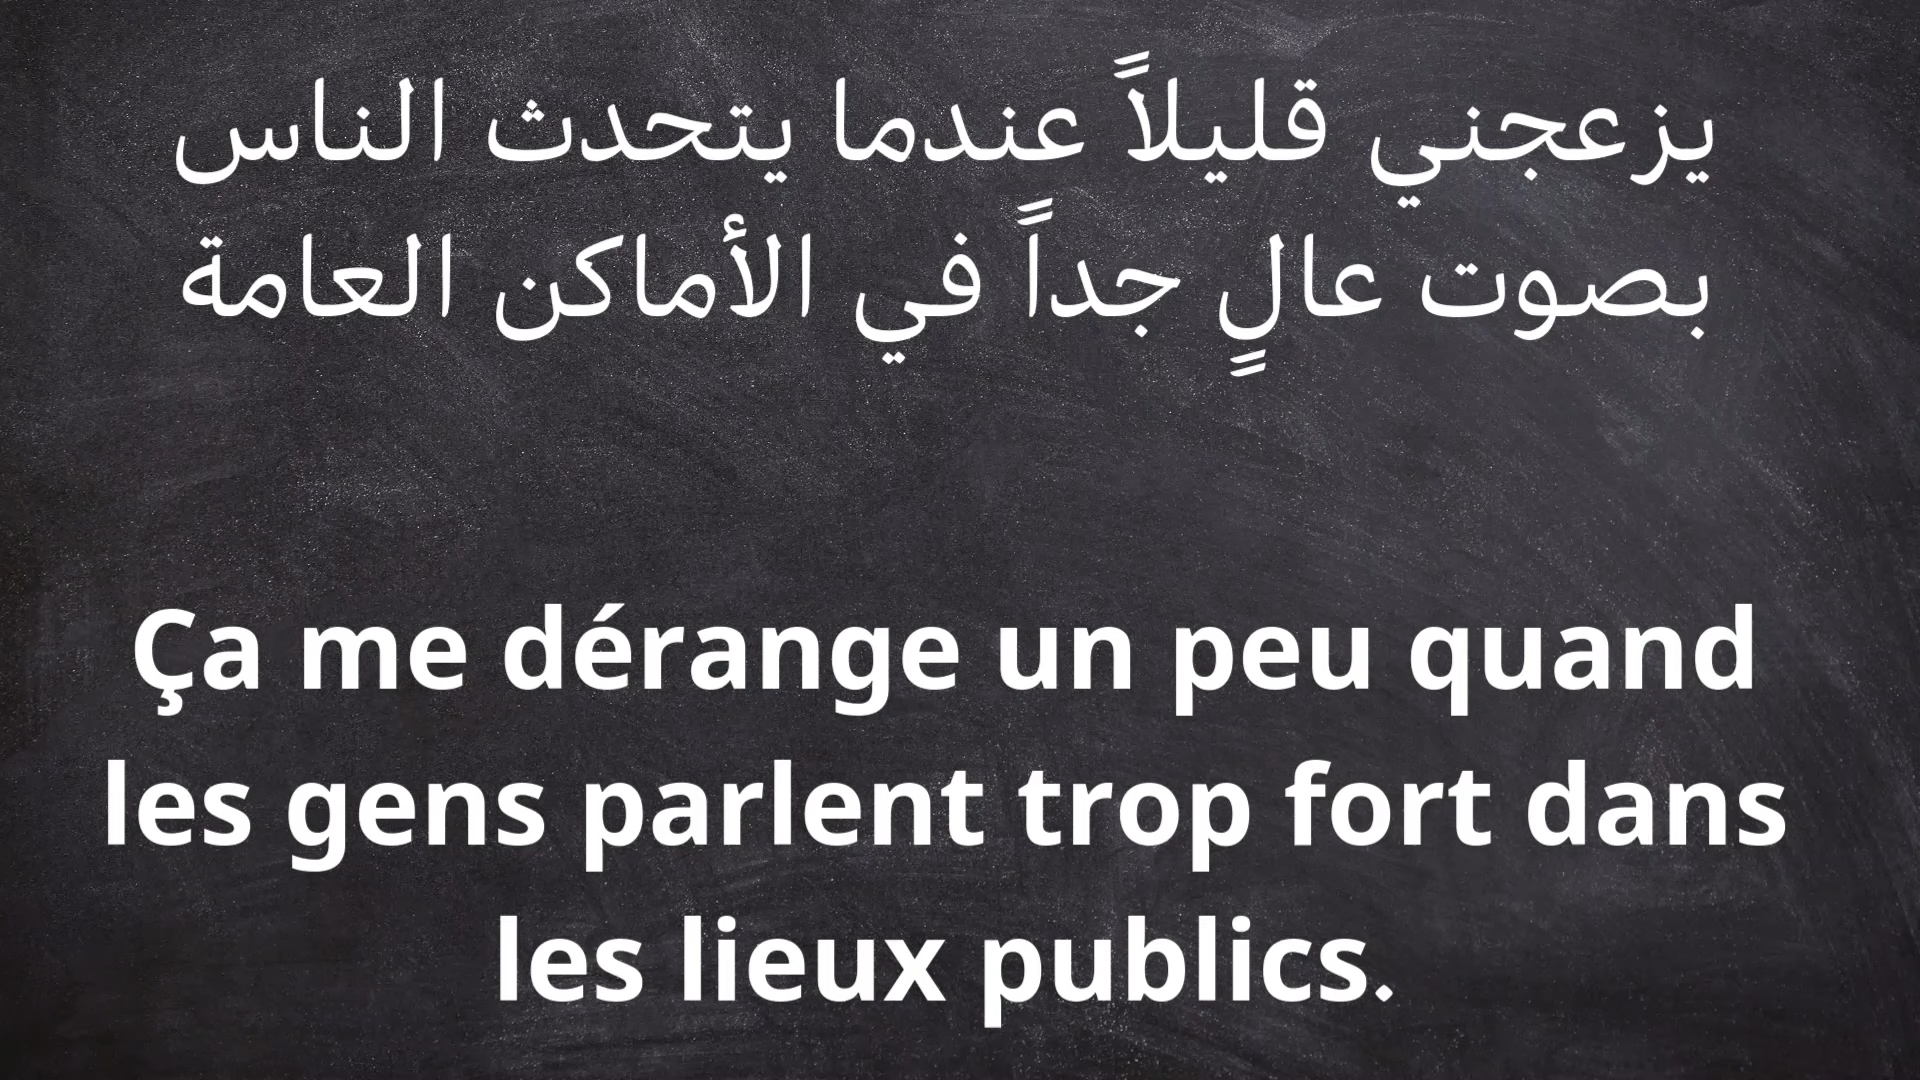 يزعجني قليلاً عندما يتحدث الناس
بصوت عالٍ جداً في الأماكن العامة
Ça me dérange un peu quand
les gens parlent trop fort dans
les lieux publics.